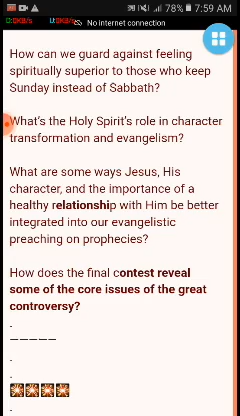 78% 7:59 AM
0:0KB/s U:0KB/s No internet connection
How can we guard against feeling
spiritually superior to those who keep
Sunday instead of Sabbath?
What's the Holy Spirit's role in character
transformation and evangelism?
What are some ways Jesus, His
character, and the importance of a
healthy relationship with Him be better
integrated into our evangelistic
preaching on prophecies?
How does the final contest reveal
some of the core issues of the great
controversy?
.
—————
.
.
.